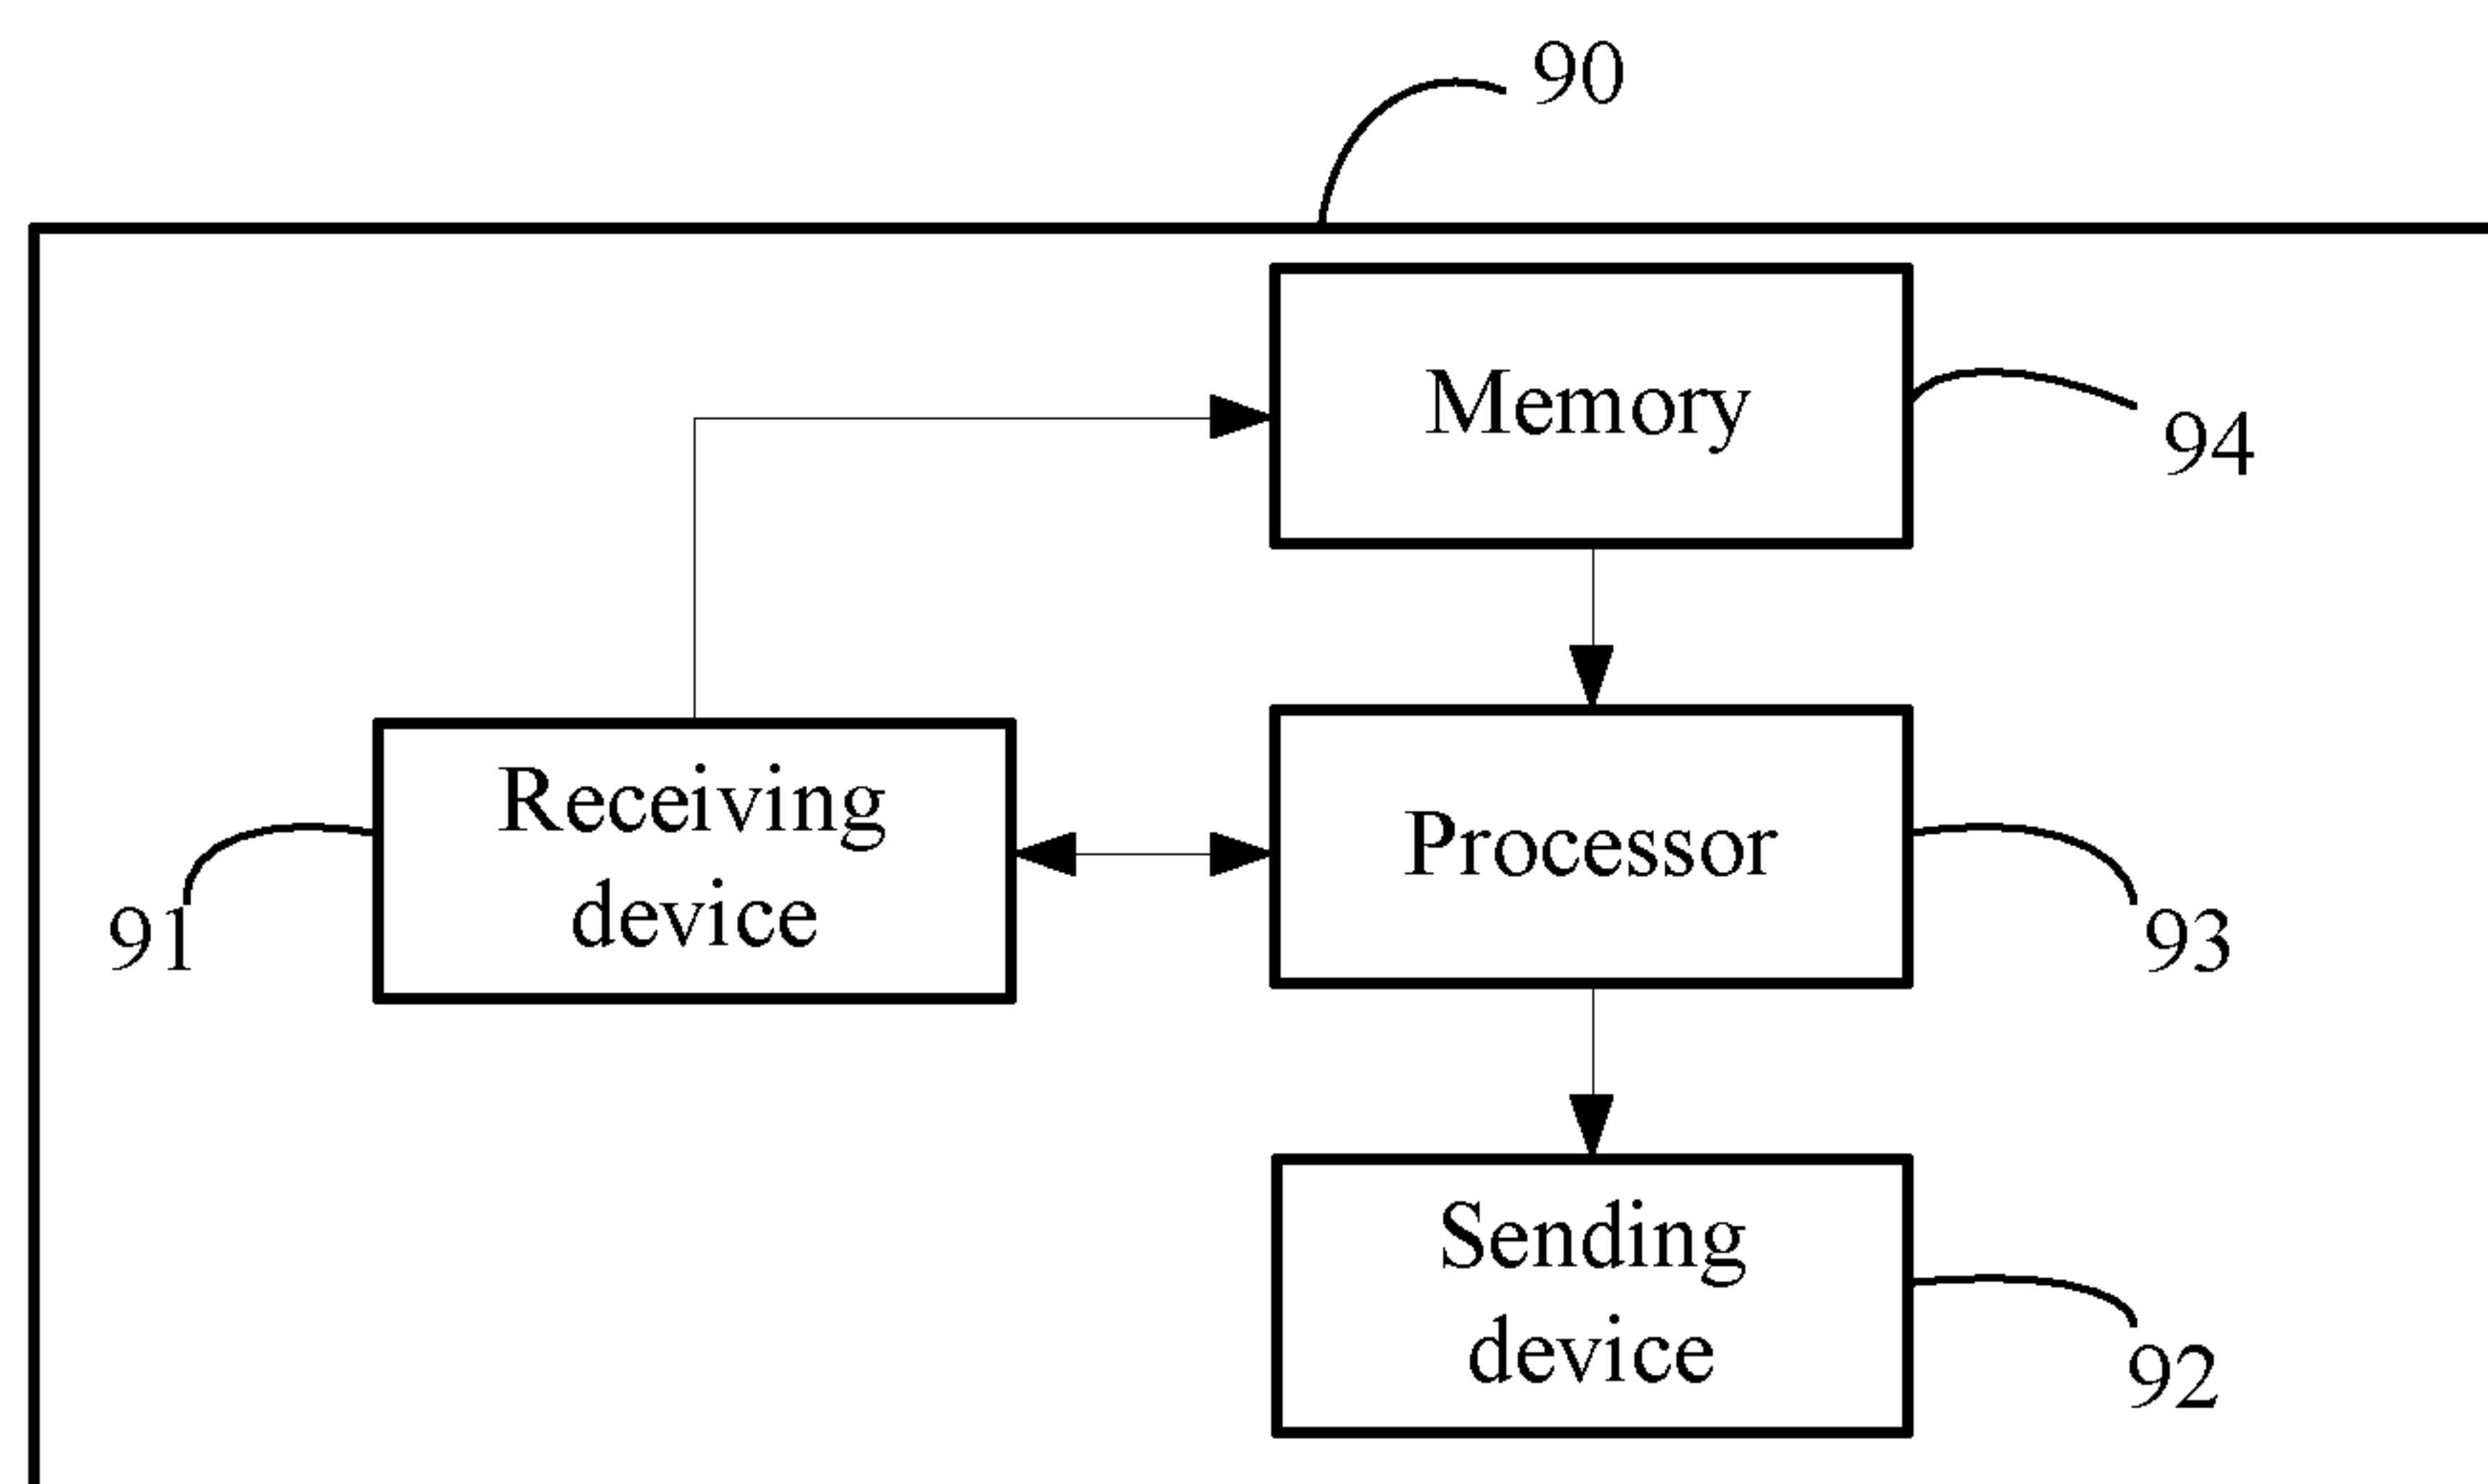 90
Memory
94
Receiving
device
91
Processor
93
Sending
device
92